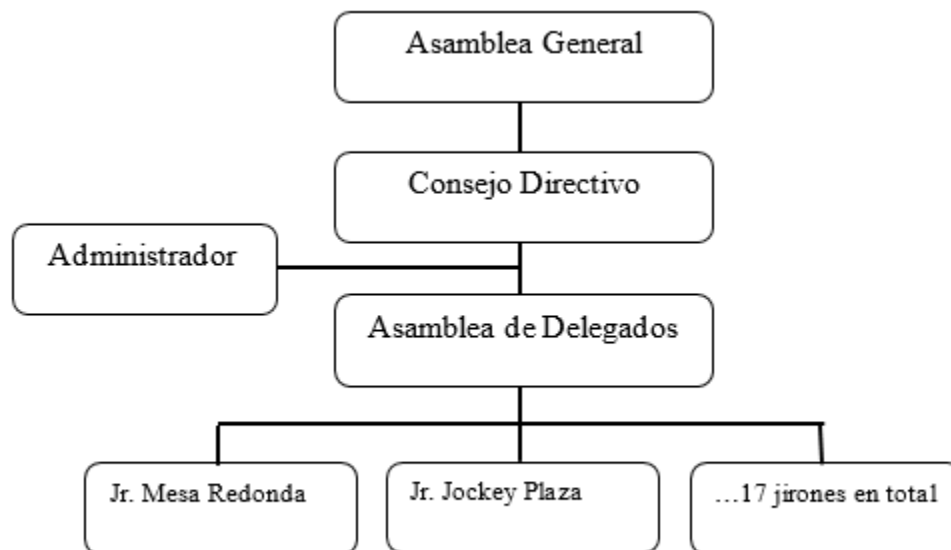 Asamblea General
Consejo Directivo
Administrador
Asamblea de Delegados
Jr. Mesa Redonda
Jr. Jockey Plaza
...17 jirones en total